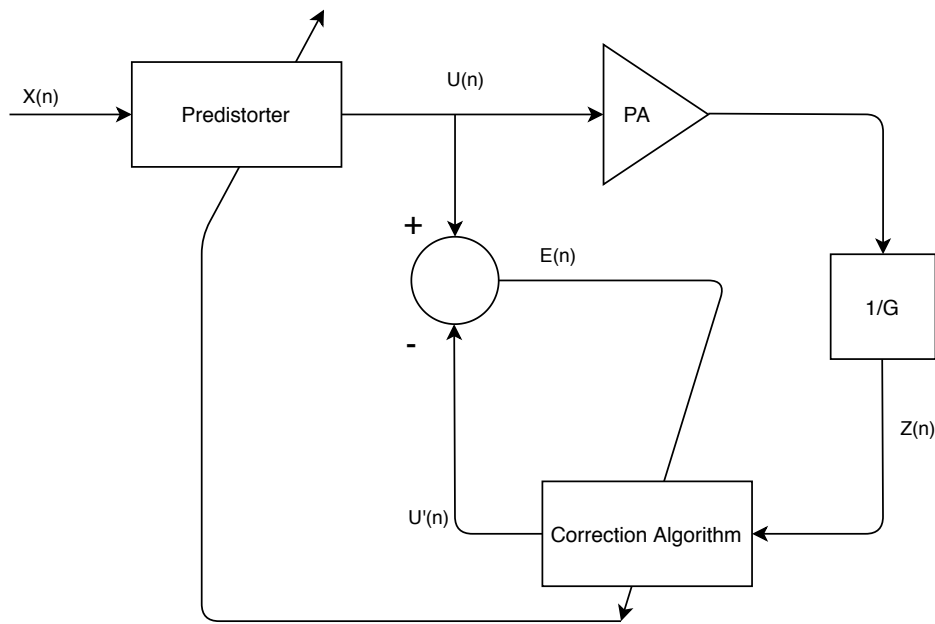 X(n)
Predistorter
U(n)
PA
+
E(n)
1/G
-
Z(n)
U'(n)
Correction Algorithm